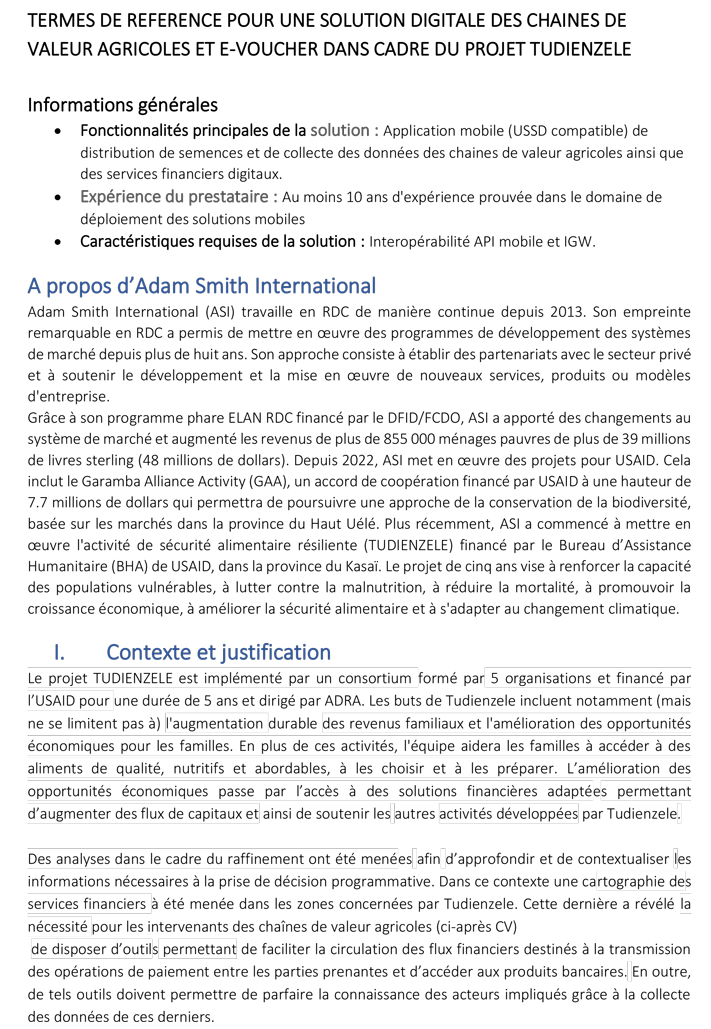 TERMES DE REFERENCE POUR UNE SOLUTION DIGITALE DES CHAINES DE
VALEUR AGRICOLES ET E-VOUCHER DANS CADRE DU PROJET TUDIENZELE
Informations générales
• Fonctionnalités principales de la solution : Application mobile (USSD compatible) de
distribution de semences et de collecte des données des chaines de valeur agricoles ainsi que
des services financiers digitaux.
• Expérience du prestataire : Au moins 10 ans d'expérience prouvée dans le domaine de
déploiement des solutions mobiles
• Caractéristiques requises de la solution : Interopérabilité API mobile et IGW.
A propos d'Adam Smith International
Adam Smith International (ASI) travaille en RDC de manière continue depuis 2013. Son empreinte
remarquable en RDC a permis de mettre en œuvre des programmes de développement des systèmes
de marché depuis plus de huit ans. Son approche consiste à établir des partenariats avec le secteur privé
et à soutenir le développement et la mise en œuvre de nouveaux services, produits ou modèles
d'entreprise.
Grâce à son programme phare ELAN RDC financé par le DFID/FCDO, ASI a apporté des changements au
système de marché et augmenté les revenus de plus de 855 000 ménages pauvres de plus de 39 millions
de livres sterling (48 millions de dollars). Depuis 2022, ASI met en œuvre des projets pour USAID. Cela
inclut le Garamba Alliance Activity (GAA), un accord de coopération financé par USAID à une hauteur de
7.7 millions de dollars qui permettra de poursuivre une approche de la conservation de la biodiversité,
basée sur les marchés dans la province du Haut Uélé. Plus récemment, ASI a commencé à mettre en
œuvre l'activité de sécurité alimentaire résiliente (TUDIENZELE) financé par le Bureau d'Assistance
Humanitaire (BHA) de USAID, dans la province du Kasaï. Le projet de cinq ans vise à renforcer la capacité
des populations vulnérables, à lutter contre la malnutrition, à réduire la mortalité, à promouvoir la
croissance économique, à améliorer la sécurité alimentaire et à s'adapter au changement climatique.
I. Contexte et justification
Le projet TUDIENZELE est implémenté par un consortium formé par 5 organisations et financé par
l'USAID pour une durée de 5 ans et dirigé par ADRA. Les buts de Tudienzele incluent notamment (mais
ne se limitent pas à) l'augmentation durable des revenus familiaux et l'amélioration des opportunités
économiques pour les familles. En plus de ces activités, l'équipe aidera les familles à accéder à des
aliments de qualité, nutritifs et abordables, à les choisir et à les préparer. L'amélioration des
opportunités économiques passe par l'accès à des solutions financières adaptées permettant
d'augmenter des flux de capitaux et ainsi de soutenir les autres activités développées par Tudienzele.
Des analyses dans le cadre du raffinement ont été menées afin d'approfondir et de contextualiser les
informations nécessaires à la prise de décision programmative. Dans ce contexte une cartographie des
services financiers à été menée dans les zones concernées par Tudienzele. Cette dernière a révélé la
nécessité pour les intervenants des chaînes de valeur agricoles (ci-après CV)
de disposer d'outils permettant de faciliter la circulation des flux financiers destinés à la transmission
des opérations de paiement entre les parties prenantes et d'accéder aux produits bancaires. En outre,
de tels outils doivent permettre de parfaire la connaissance des acteurs impliqués grâce à la collecte
des données de ces derniers.